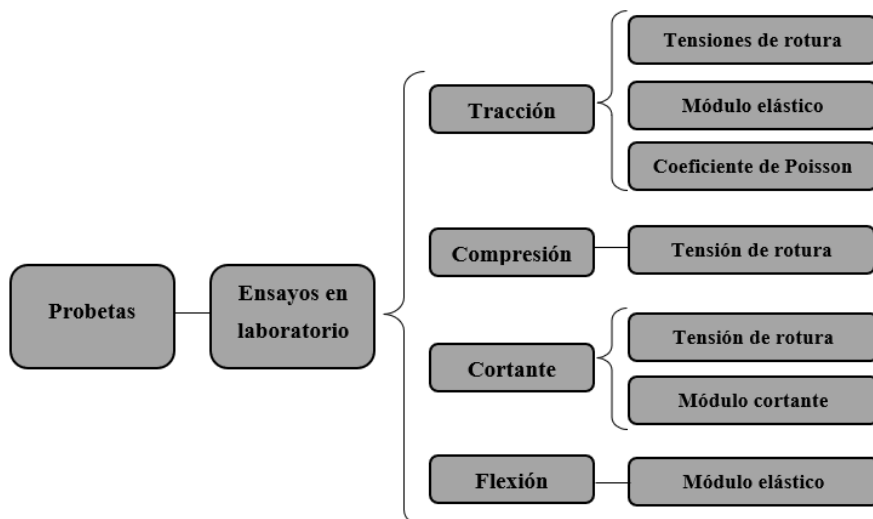 Probetas
Ensayos en
laboratorio
Tracción
Tensiones de rotura
Módulo elástico
Coeficiente de Poisson
Compresión
Tensión de rotura
Cortante
Tensión de rotura
Módulo cortante
Flexión
Módulo elástico